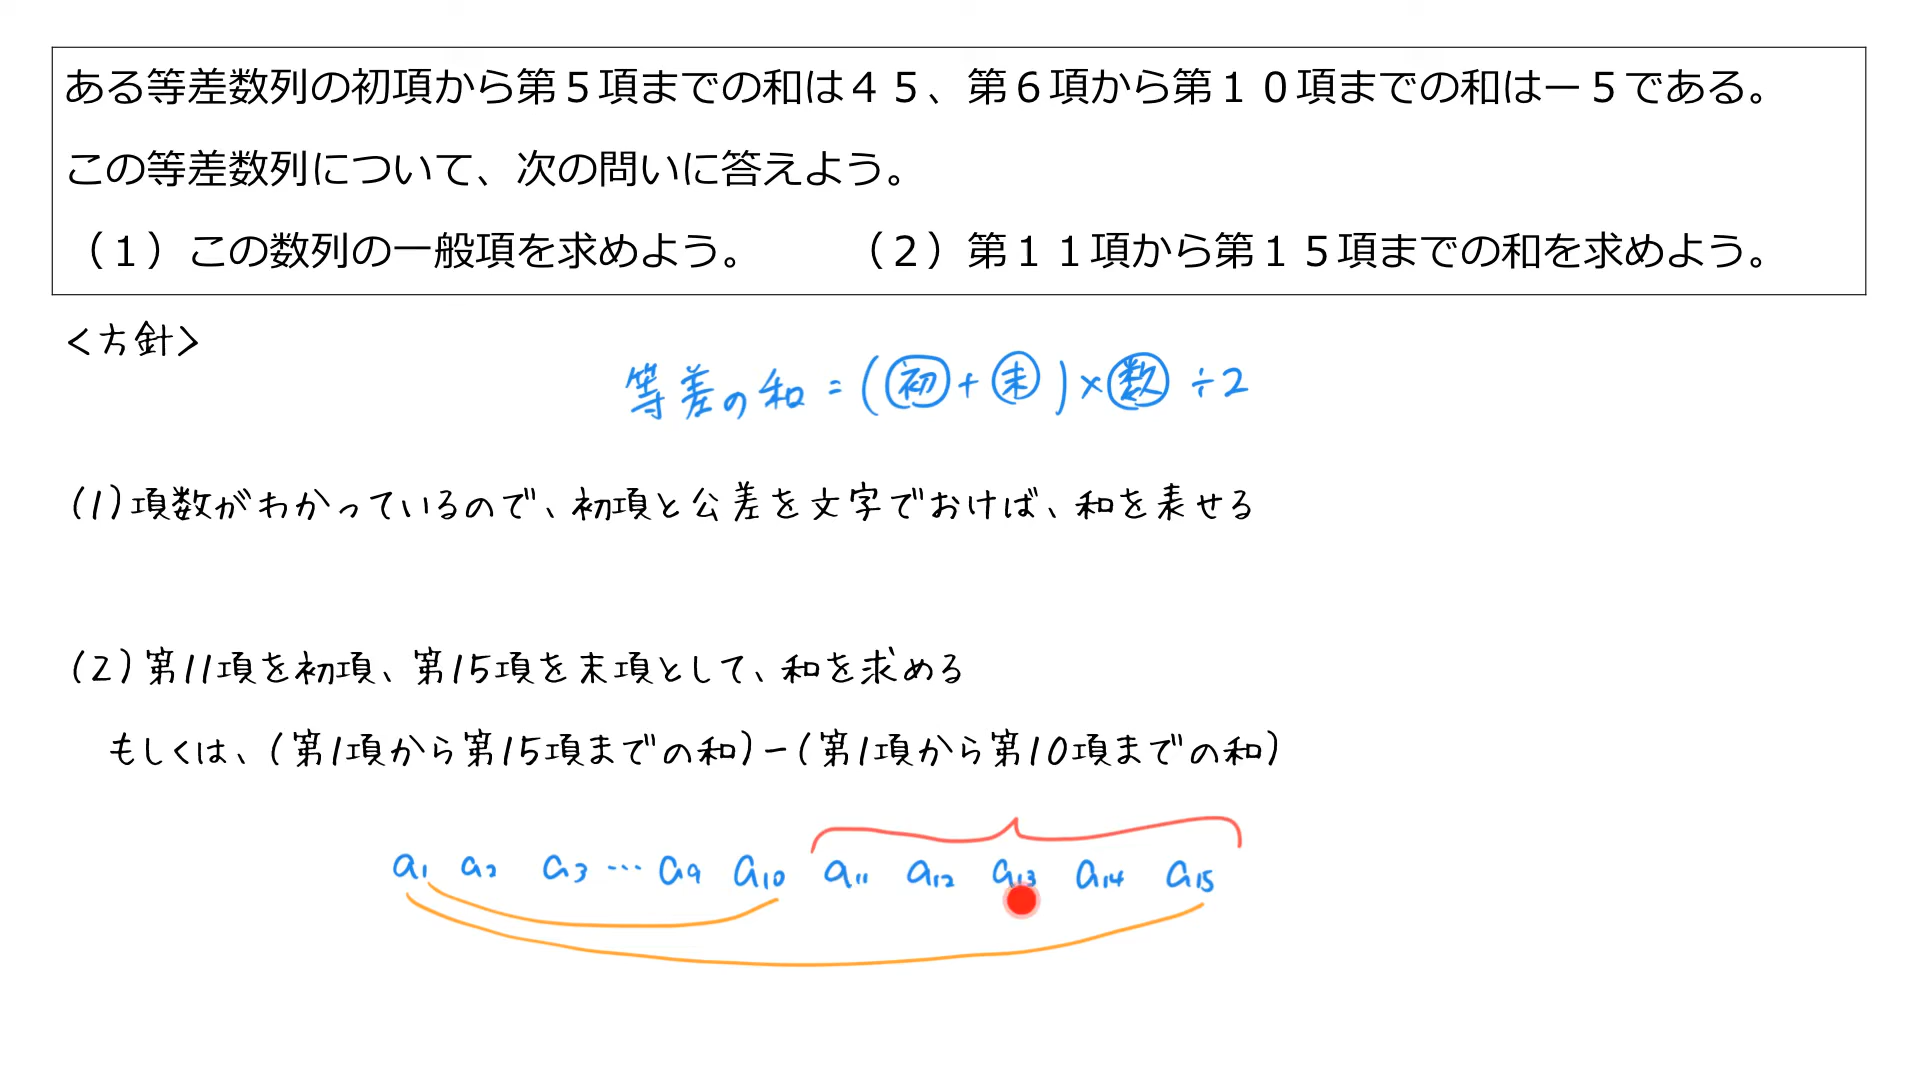 ある等差数列の初項から第５項までの和は４５、第６項から第１０項までの和はー５である。
この等差数列について、次の問いに答えよう。
（１）この数列の一般項を求めよう。　　（２）第１１項から第１５項までの和を求めよう。
<方針>
等差の和 = (初 + 末) × 数 ÷ 2
(1) 項数がわかっているので、初項と公差を文字でおけば、和を表せる
(2) 第11項を初項、第15項を末項として、和を求める
もしくは、(第1項から第15項までの和) − (第1項から第10項までの和)
a₁ a₂ a₃ … a₉ a₁₀ a₁₁ a₁₂ a₁₃ a₁₄ a₁₅